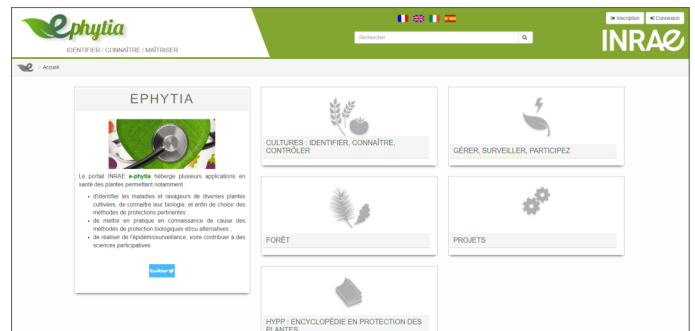 Inscription
Connexion
ephytia
IDENTIFIER / CONNAÎTRE / MAÎTRISER
Rechercher
INRAE
Accueil
EPHYTIA
Le portail INRAE e-phytia héberge plusieurs applications en
santé des plantes permettant notamment :
• d'identifier les maladies et ravageurs de diverses plantes
cultivées, de connaître leur biologie, et enfin de choisir des
méthodes de protections pertinentes ;
• de mettre en pratique en connaissance de cause des
méthodes de protection biologiques et/ou alternatives ;
• de réaliser de l'épidémiosurveillance, voire contribuer à des
sciences participatives.
twitter
CULTURES : IDENTIFIER, CONNAÎTRE,
CONTRÔLER
GÉRER, SURVEILLER, PARTICIPEZ
FORÊT
PROJETS
HYPP : ENCYCLOPÉDIE EN PROTECTION DES
PLANTES